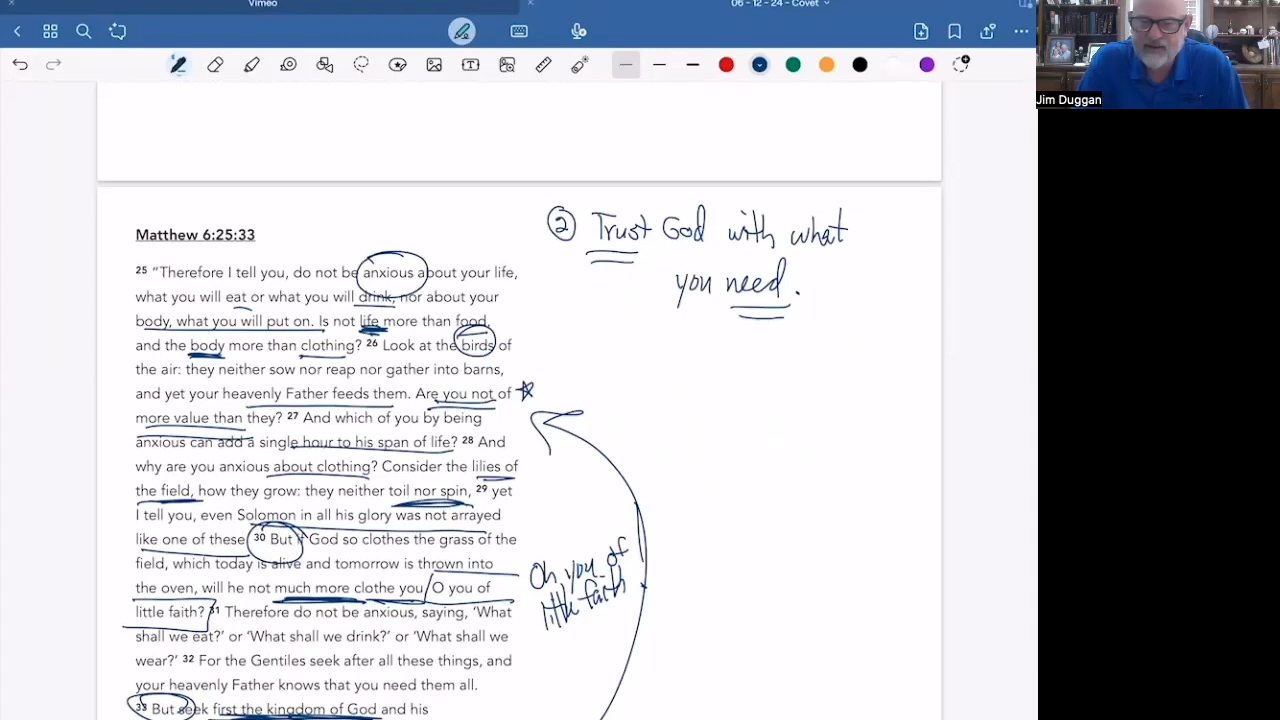 Vimeo
06 - 12 - 24 - Covet
Jim Duggan
② Trust God with what
you need.
Matthew 6:25:33
25 “Therefore I tell you, do not be anxious about your life,
what you will eat or what you will drink, nor about your
body, what you will put on. Is not life more than food,
and the body more than clothing? 26 Look at the birds of
the air: they neither sow nor reap nor gather into barns,
and yet your heavenly Father feeds them. Are you not of
more value than they? 27 And which of you by being
anxious can add a single hour to his span of life? 28 And
why are you anxious about clothing? Consider the lilies of
the field, how they grow: they neither toil nor spin, 29 yet
I tell you, even Solomon in all his glory was not arrayed
like one of these. 30 But if God so clothes the grass of the
field, which today is alive and tomorrow is thrown into
the oven, will he not much more clothe you, O you of
little faith? 31 Therefore do not be anxious, saying, ‘What
shall we eat?’ or ‘What shall we drink?’ or ‘What shall we
wear?’ 32 For the Gentiles seek after all these things, and
your heavenly Father knows that you need them all.
33 But seek first the kingdom of God and his
Oh you of
little faith